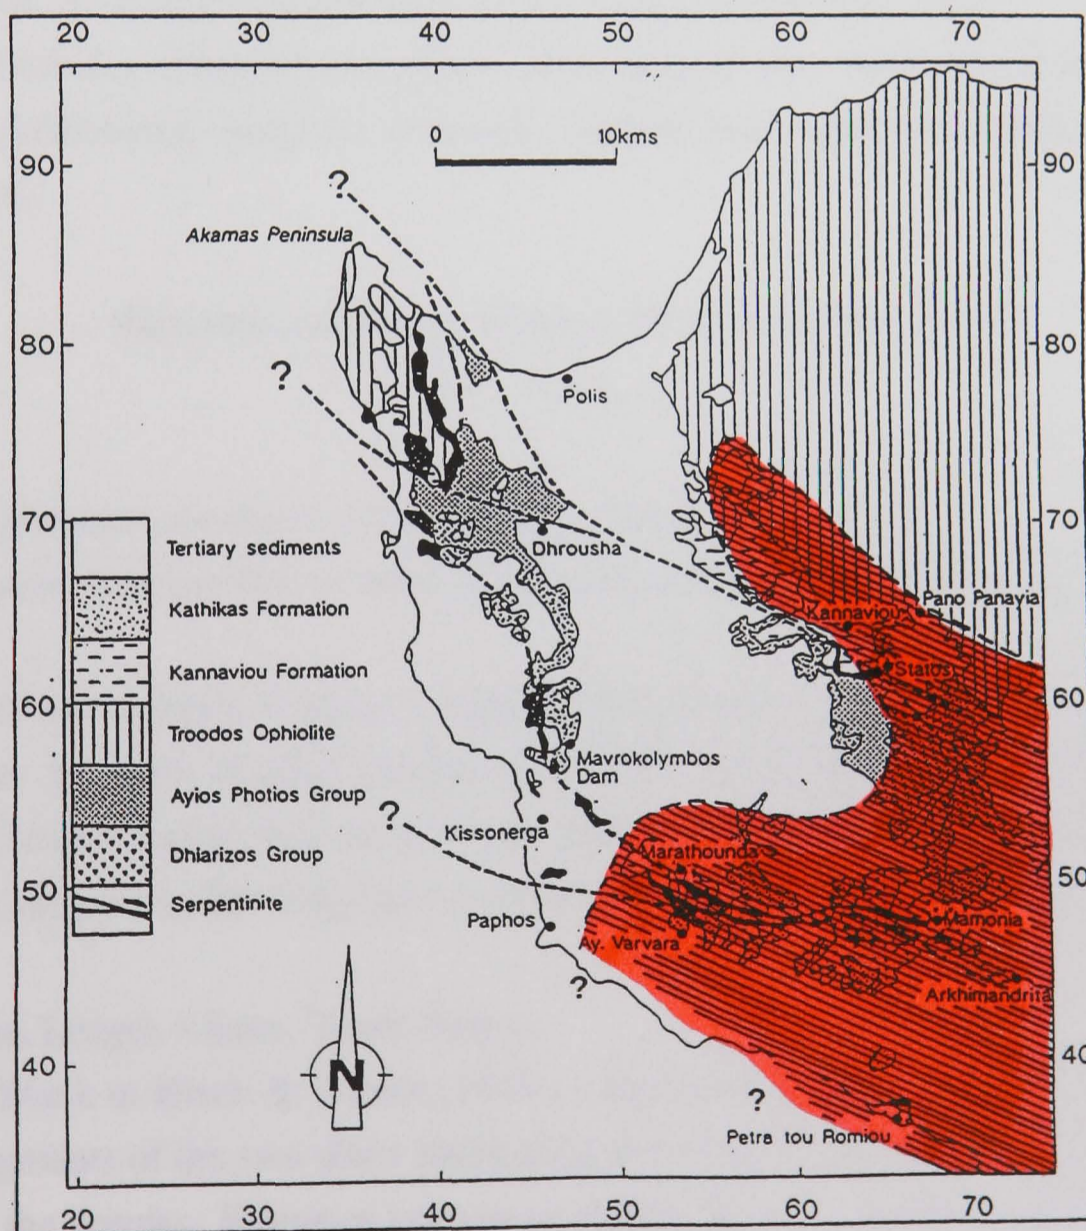 20 30 40 50 60 70
90 90
0 10kms
?
Akamas Peninsula
80 80
?
Polis
70 70
Tertiary sediments
Dhrousha
Kathikas Formation
Kannaviou
Pano Panayia
Kannaviou Formation
Statos
60 60
Troodos Ophiolite
Mavrokolymbos
Dam
Ayios Photios Group
?
Kissonerga
Marathounda
Dhiarizos Group
50 50
Serpentinite
Paphos
Mamonia
Ay. Varvara
?
Arkhimandrita
N
40 40
?
Petra tou Romiou
20 30 40 50 60 70